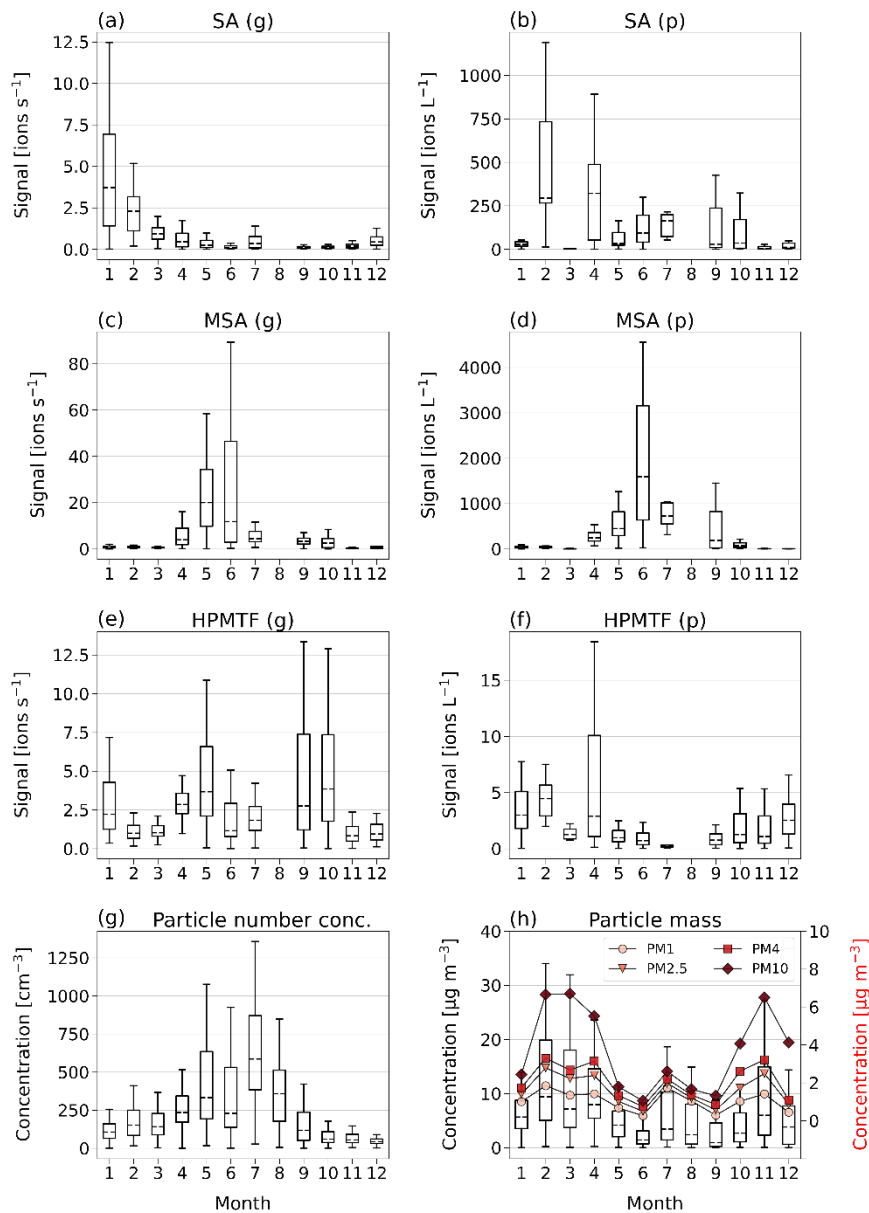 (a) SA (g)
Signal [ions s⁻¹]
12.5
10.0
7.5
5.0
2.5
0.0
1 2 3 4 5 6 7 8 9 10 11 12
(b) SA (p)
Signal [ions L⁻¹]
1000
750
500
250
0
1 2 3 4 5 6 7 8 9 10 11 12
(c) MSA (g)
Signal [ions s⁻¹]
80
60
40
20
0
1 2 3 4 5 6 7 8 9 10 11 12
(d) MSA (p)
Signal [ions L⁻¹]
4000
3000
2000
1000
0
1 2 3 4 5 6 7 8 9 10 11 12
(e) HPMTF (g)
Signal [ions s⁻¹]
12.5
10.0
7.5
5.0
2.5
0.0
1 2 3 4 5 6 7 8 9 10 11 12
(f) HPMTF (p)
Signal [ions L⁻¹]
15
10
5
0
1 2 3 4 5 6 7 8 9 10 11 12
(g) Particle number conc.
Concentration [cm⁻³]
1250
1000
750
500
250
0
1 2 3 4 5 6 7 8 9 10 11 12
Month
(h) Particle mass
Concentration [µg m⁻³]
40
30
20
10
0
PM1 PM4
PM2.5 PM10
10
8
6
4
2
0
Concentration [µg m⁻³]
1 2 3 4 5 6 7 8 9 10 11 12
Month